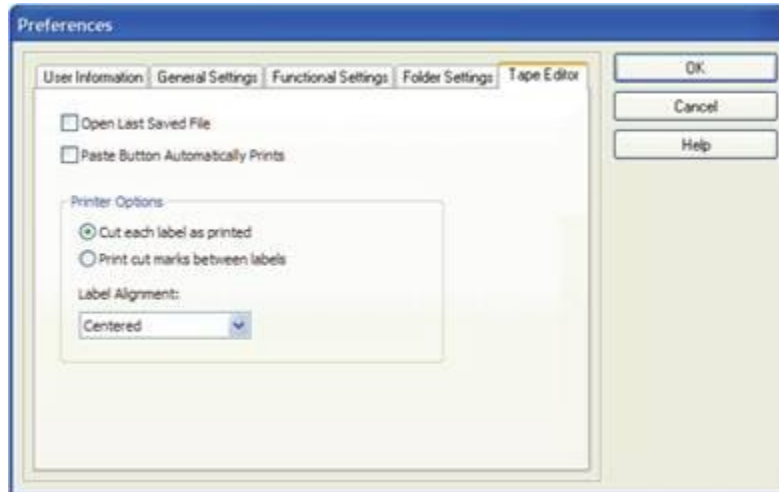 Preferences
User Information General Settings Functional Settings Folder Settings Tape Editor
OK
Cancel
Help
Open Last Saved File
Paste Button Automatically Prints
Printer Options
Cut each label as printed
Print cut marks between labels
Label Alignment:
Centered